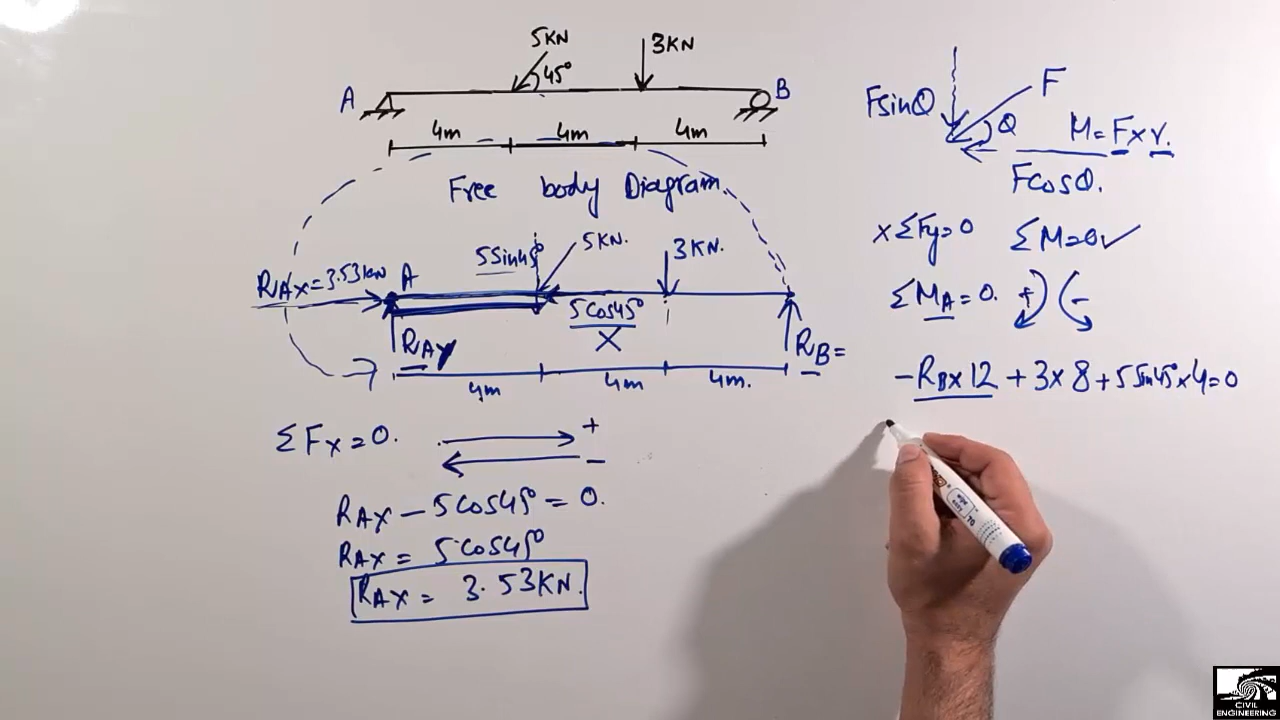 5KN
3KN
45°
A
B
4m
4m
4m
Free body Diagram
RAX=3.53kn
A
5Sin45°
5KN.
3KN.
5Cos45°
X
RAY
RB=
4m
4m
4m.
ΣFx=0.
+
−
RAX − 5cos45° = 0.
RAX = 5cos45°
RAX = 3.53KN.
F
FsinQ
Q
M=F×r.
Fcosθ.
×ΣFy=0 ΣM=0✓
ΣMA=0. + −
−RB×12 + 3×8+5sin45°×4=0
CIVIL
ENGINEERING